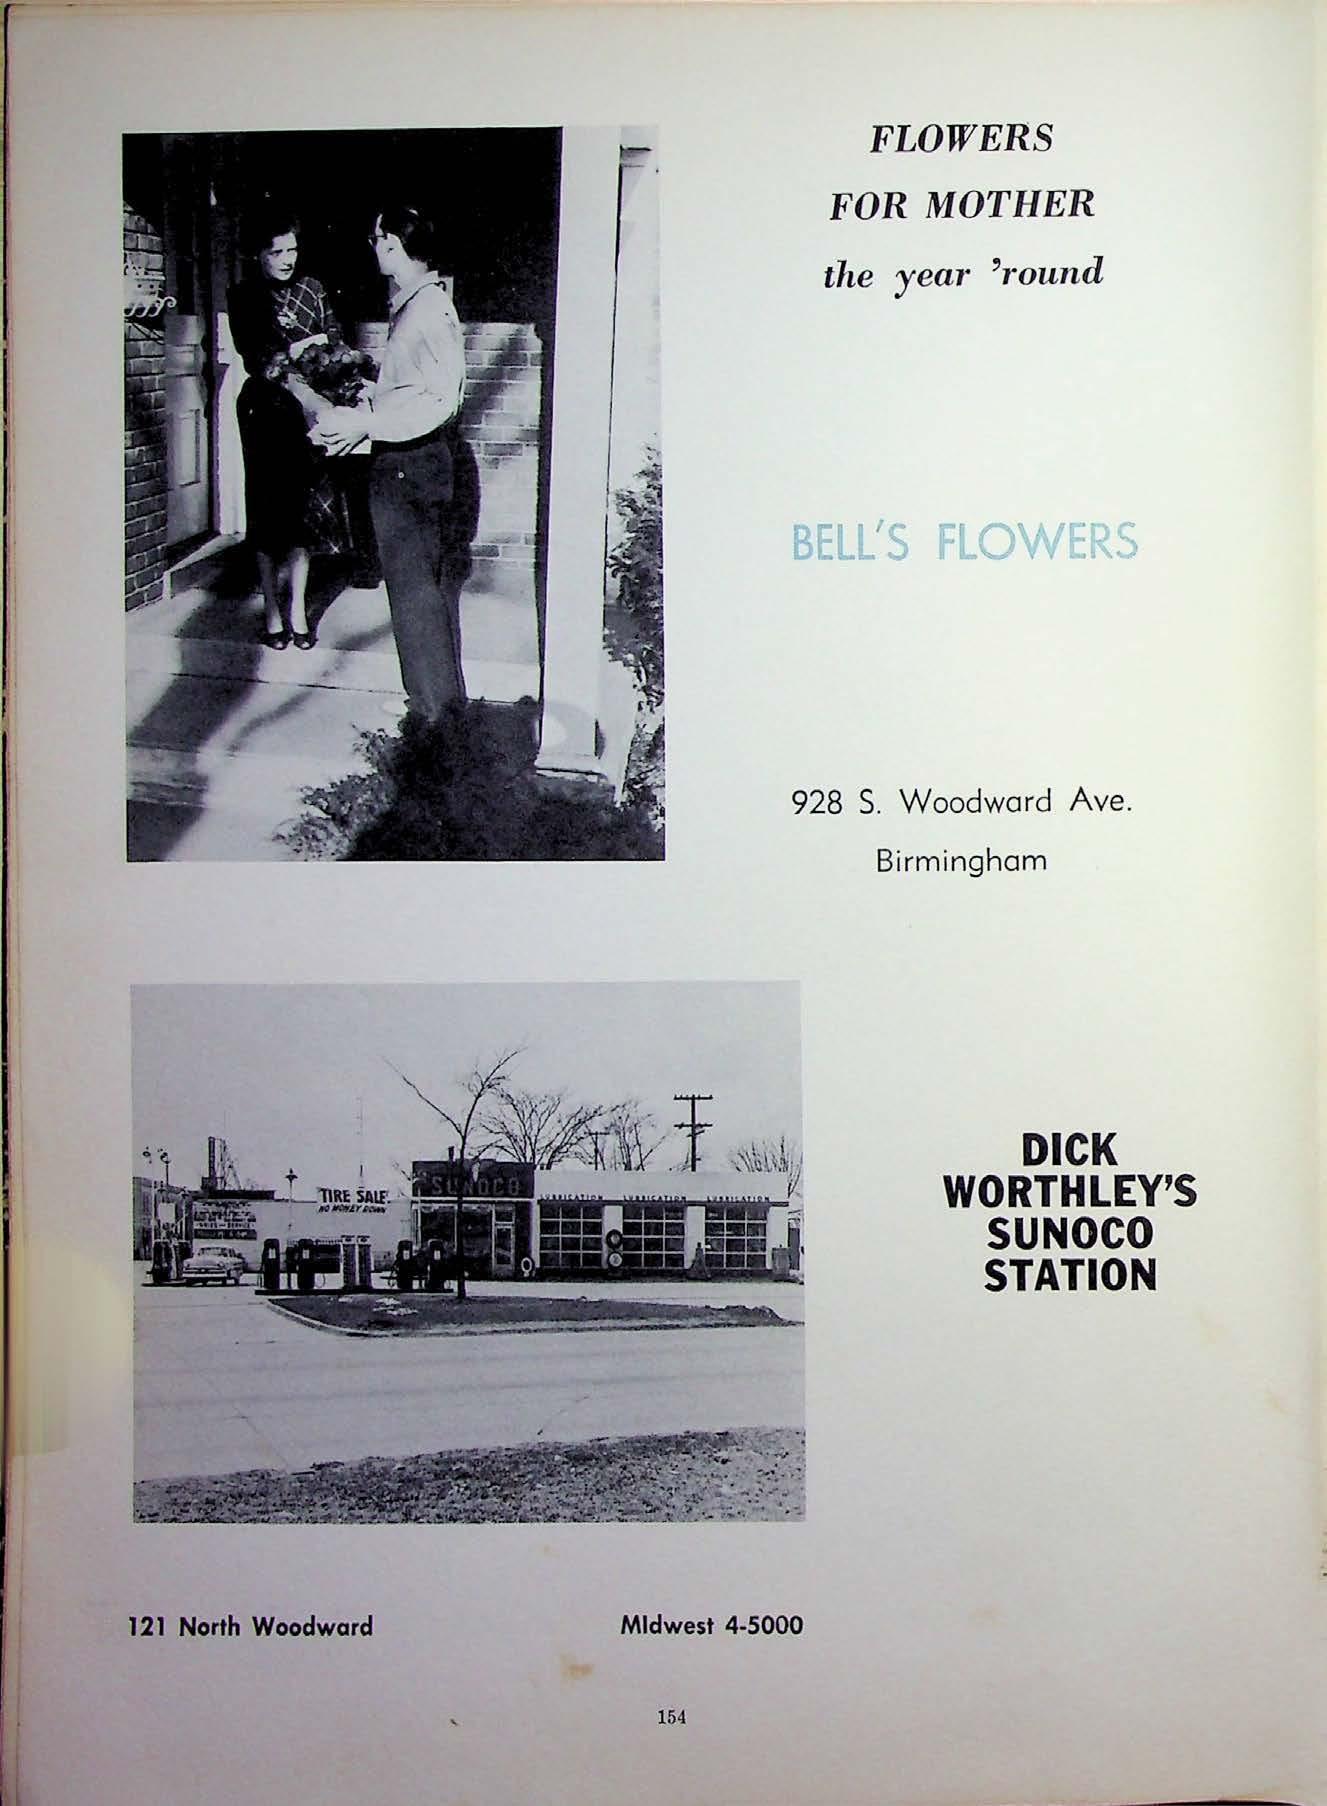 FLOWERS
FOR MOTHER
the year 'round
BELL'S FLOWERS
928 S. Woodward Ave.
Birmingham
TIRE SALE
NO MONEY DOWN
SUNOCO
LUBRICATION LUBRICATION LUBRICATION
DICK
WORTHLEY'S
SUNOCO
STATION
121 North Woodward
MIdwest 4-5000
154